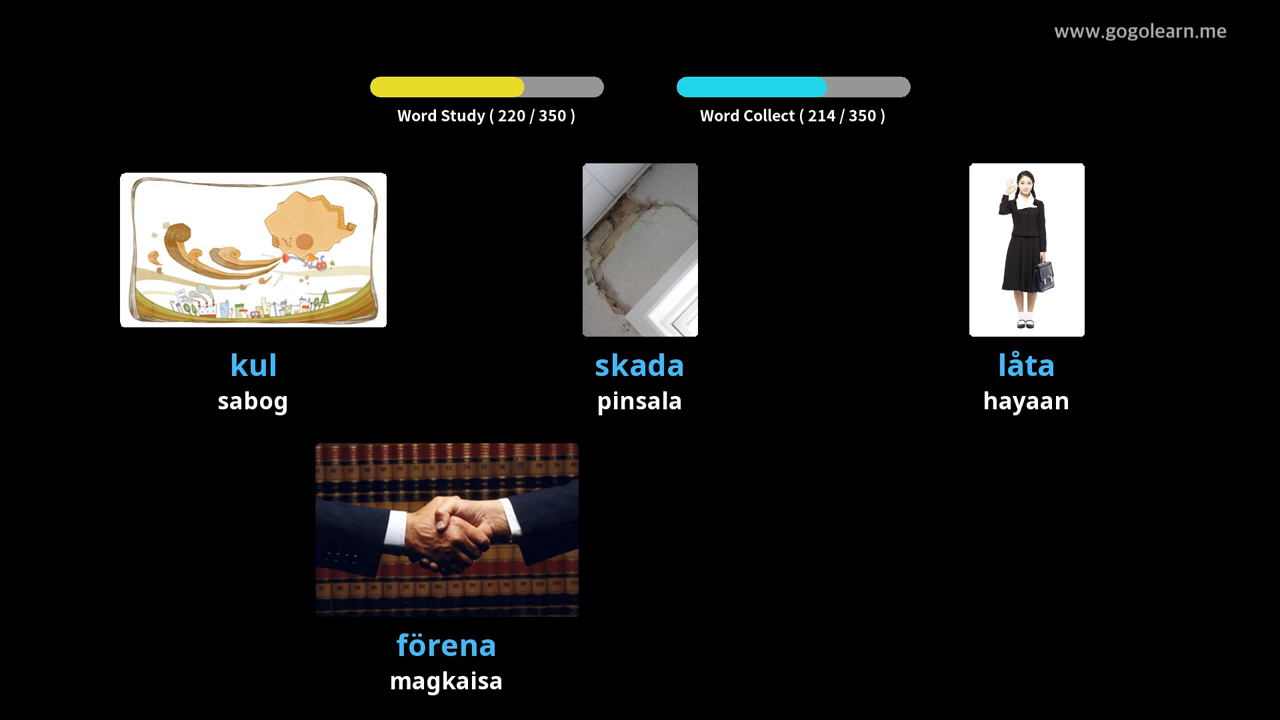 www.gogolearn.me
Word Study ( 220 / 350 )
Word Collect ( 214 / 350 )
kul
sabog
skada
pinsala
låta
hayaan
förena
magkaisa